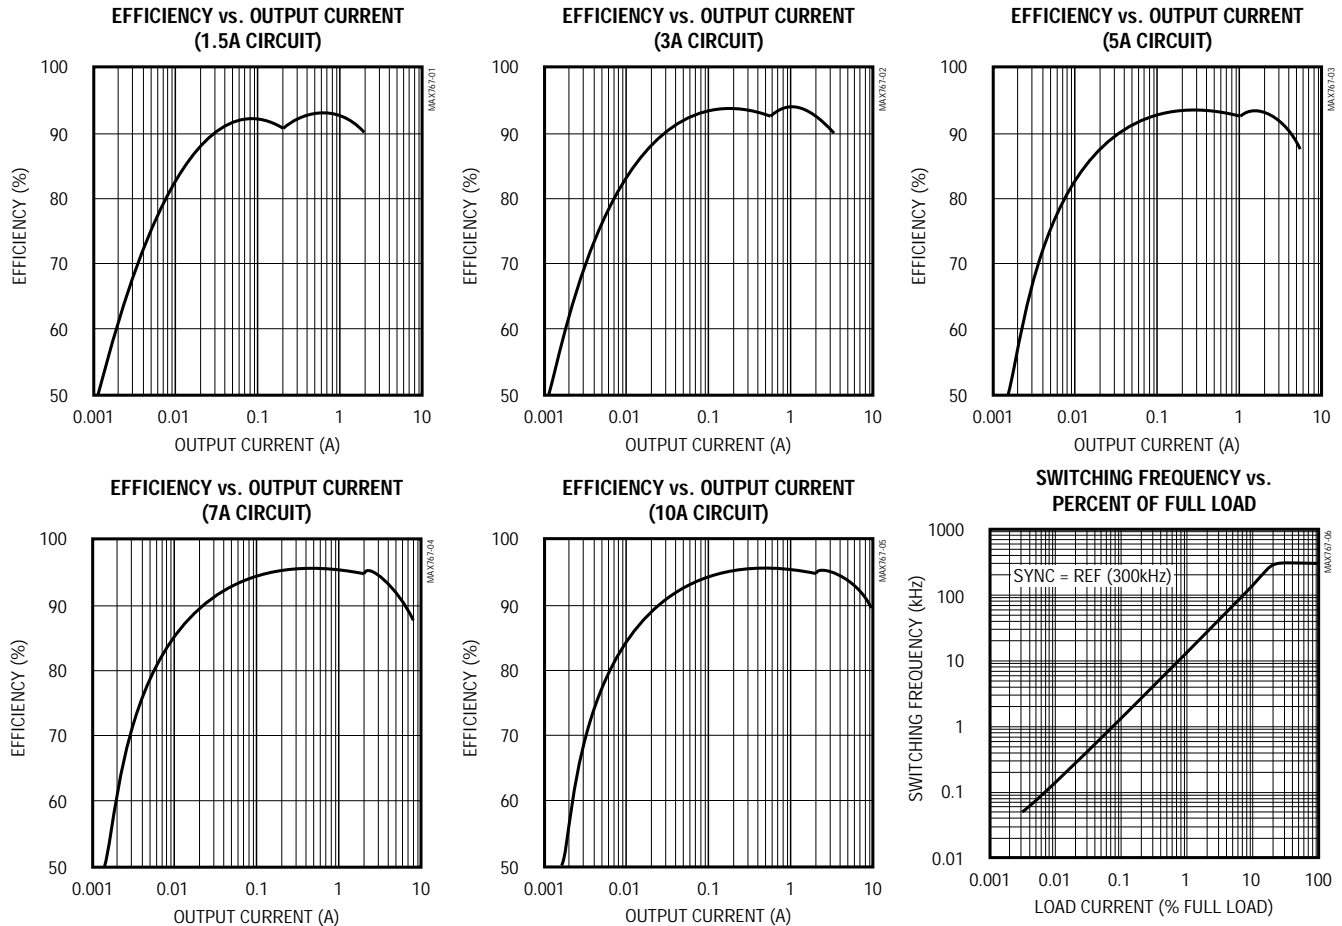 EFFICIENCY vs. OUTPUT CURRENT
(1.5A CIRCUIT)
MAX767-01
EFFICIENCY (%)
100
90
80
70
60
50
0.001 0.01 0.1 1 10
OUTPUT CURRENT (A)
EFFICIENCY vs. OUTPUT CURRENT
(3A CIRCUIT)
MAX767-02
EFFICIENCY (%)
100
90
80
70
60
50
0.001 0.01 0.1 1 10
OUTPUT CURRENT (A)
EFFICIENCY vs. OUTPUT CURRENT
(5A CIRCUIT)
MAX767-03
EFFICIENCY (%)
100
90
80
70
60
50
0.001 0.01 0.1 1 10
OUTPUT CURRENT (A)
EFFICIENCY vs. OUTPUT CURRENT
(7A CIRCUIT)
MAX767-04
EFFICIENCY (%)
100
90
80
70
60
50
0.001 0.01 0.1 1 10
OUTPUT CURRENT (A)
EFFICIENCY vs. OUTPUT CURRENT
(10A CIRCUIT)
MAX767-05
EFFICIENCY (%)
100
90
80
70
60
50
0.001 0.01 0.1 1 10
OUTPUT CURRENT (A)
SWITCHING FREQUENCY vs.
PERCENT OF FULL LOAD
MAX767-06
SWITCHING FREQUENCY (kHz)
1000
SYNC = REF (300kHz)
100
10
1
0.1
0.01
0.001 0.01 0.1 1 10 100
LOAD CURRENT (% FULL LOAD)